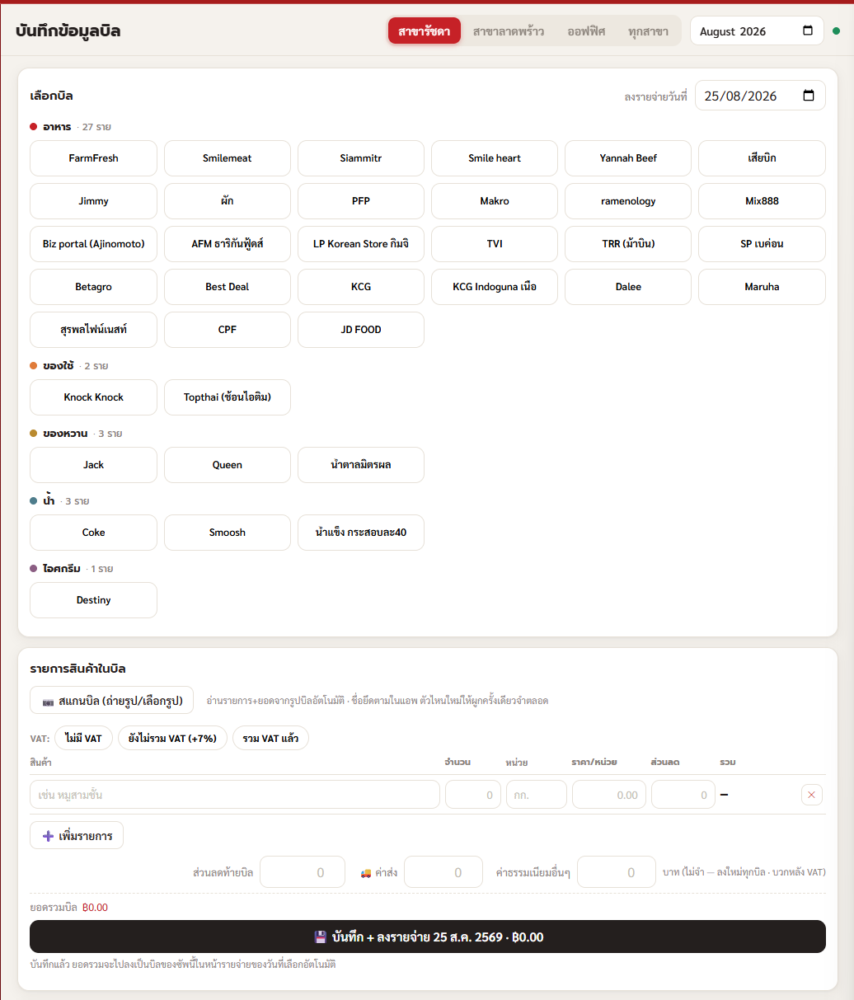 บันทึกข้อมูลบิล
สาขารัชดา สาขาลาดพร้าว ออฟฟิศ ทุกสาขา August 2026
เลือกบิล
ลงรายจ่ายวันที่ 25/08/2026
อาหาร · 27 ราย
FarmFresh Smilemeat Siammitr Smile heart Yannah Beef เสียบิก
Jimmy ผัก PFP Makro ramenology Mix888
Biz portal (Ajinomoto) AFM ธาริกันฟู้ดส์ LP Korean Store กิมจิ TVI TRR (ม้าบิน) SP เบค่อน
Betagro Best Deal KCG KCG Indoguna เนื้อ Dalee Maruha
สุรพลไฟน์เนสท์ CPF JD FOOD
ของใช้ · 2 ราย
Knock Knock Topthai (ช้อนไอติม)
ของหวาน · 3 ราย
Jack Queen น้ำตาลมิตรผล
น้ำ · 3 ราย
Coke Smoosh น้ำแข็ง กระสอบละ40
ไอศกรีม · 1 ราย
Destiny
รายการสินค้าในบิล
สแกนบิล (ถ่ายรูป/เลือกรูป) อ่านรายการ+ยอดจากรูปบิลอัตโนมัติ · ชื่อยึดตามในแอพ ตัวไหนใหม่ให้ผูกครั้งเดียวจำตลอด
VAT: ไม่มี VAT ยังไม่รวม VAT (+7%) รวม VAT แล้ว
สินค้า จำนวน หน่วย ราคา/หน่วย ส่วนลด รวม
เช่น หมูสามชั้น 0 กก. 0.00 0 —
เพิ่มรายการ
ส่วนลดท้ายบิล 0 ค่าส่ง 0 ค่าธรรมเนียมอื่นๆ 0 บาท (ไม่จำ — ลงใหม่ทุกบิล · บวกหลัง VAT)
ยอดรวมบิล ฿0.00
บันทึก + ลงรายจ่าย 25 ส.ค. 2569 · ฿0.00
บันทึกแล้ว ยอดรวมจะไปลงเป็นบิลของซัพนี้ในหน้ารายจ่ายของวันที่เลือกอัตโนมัติ